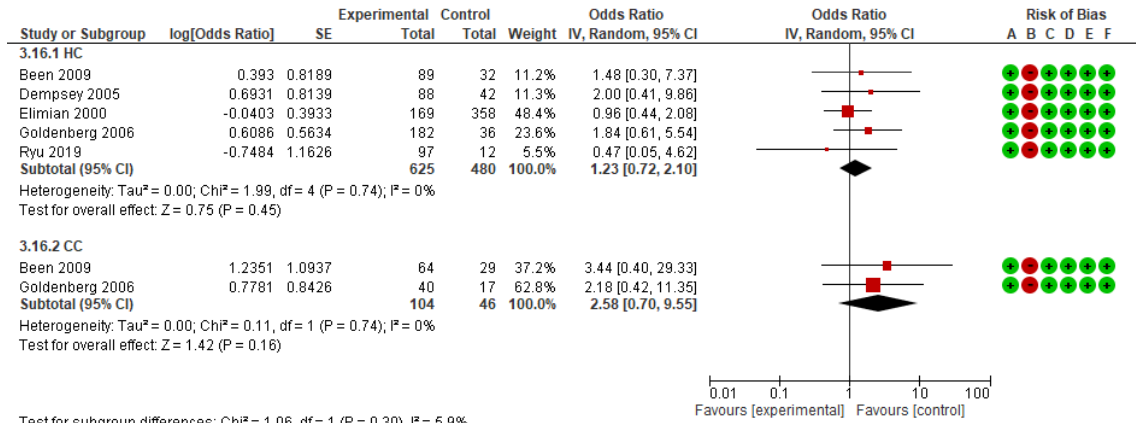 Experimental Control Odds Ratio Odds Ratio Risk of Bias
Study or Subgroup log[Odds Ratio] SE Total Total Weight IV, Random, 95% CI IV, Random, 95% CI A B C D E F
3.16.1 HC
Been 2009 0.393 0.8189 89 32 11.2% 1.48 [0.30, 7.37] + - + + + +
Dempsey 2005 0.6931 0.8139 88 42 11.3% 2.00 [0.41, 9.86] + - + + + +
Elimian 2000 -0.0403 0.3933 169 358 48.4% 0.96 [0.44, 2.08] + - + + + +
Goldenberg 2006 0.6086 0.5634 182 36 23.6% 1.84 [0.61, 5.54] + - + + + +
Ryu 2019 -0.7484 1.1626 97 12 5.5% 0.47 [0.05, 4.62] + - + + + +
Subtotal (95% CI) 625 480 100.0% 1.23 [0.72, 2.10]
Heterogeneity: Tau² = 0.00; Chi² = 1.99, df = 4 (P = 0.74); I² = 0%
Test for overall effect: Z = 0.75 (P = 0.45)
3.16.2 CC
Been 2009 1.2351 1.0937 64 29 37.2% 3.44 [0.40, 29.33] + - + + + +
Goldenberg 2006 0.7781 0.8426 40 17 62.8% 2.18 [0.42, 11.35] + - + + + +
Subtotal (95% CI) 104 46 100.0% 2.58 [0.70, 9.55]
Heterogeneity: Tau² = 0.00; Chi² = 0.11, df = 1 (P = 0.74); I² = 0%
Test for overall effect: Z = 1.42 (P = 0.16)
0.01 0.1 1 10 100
Favours [experimental] Favours [control]
Test for subgroup differences: Chi² = 1.06, df = 1 (P = 0.30), I² = 5.9%